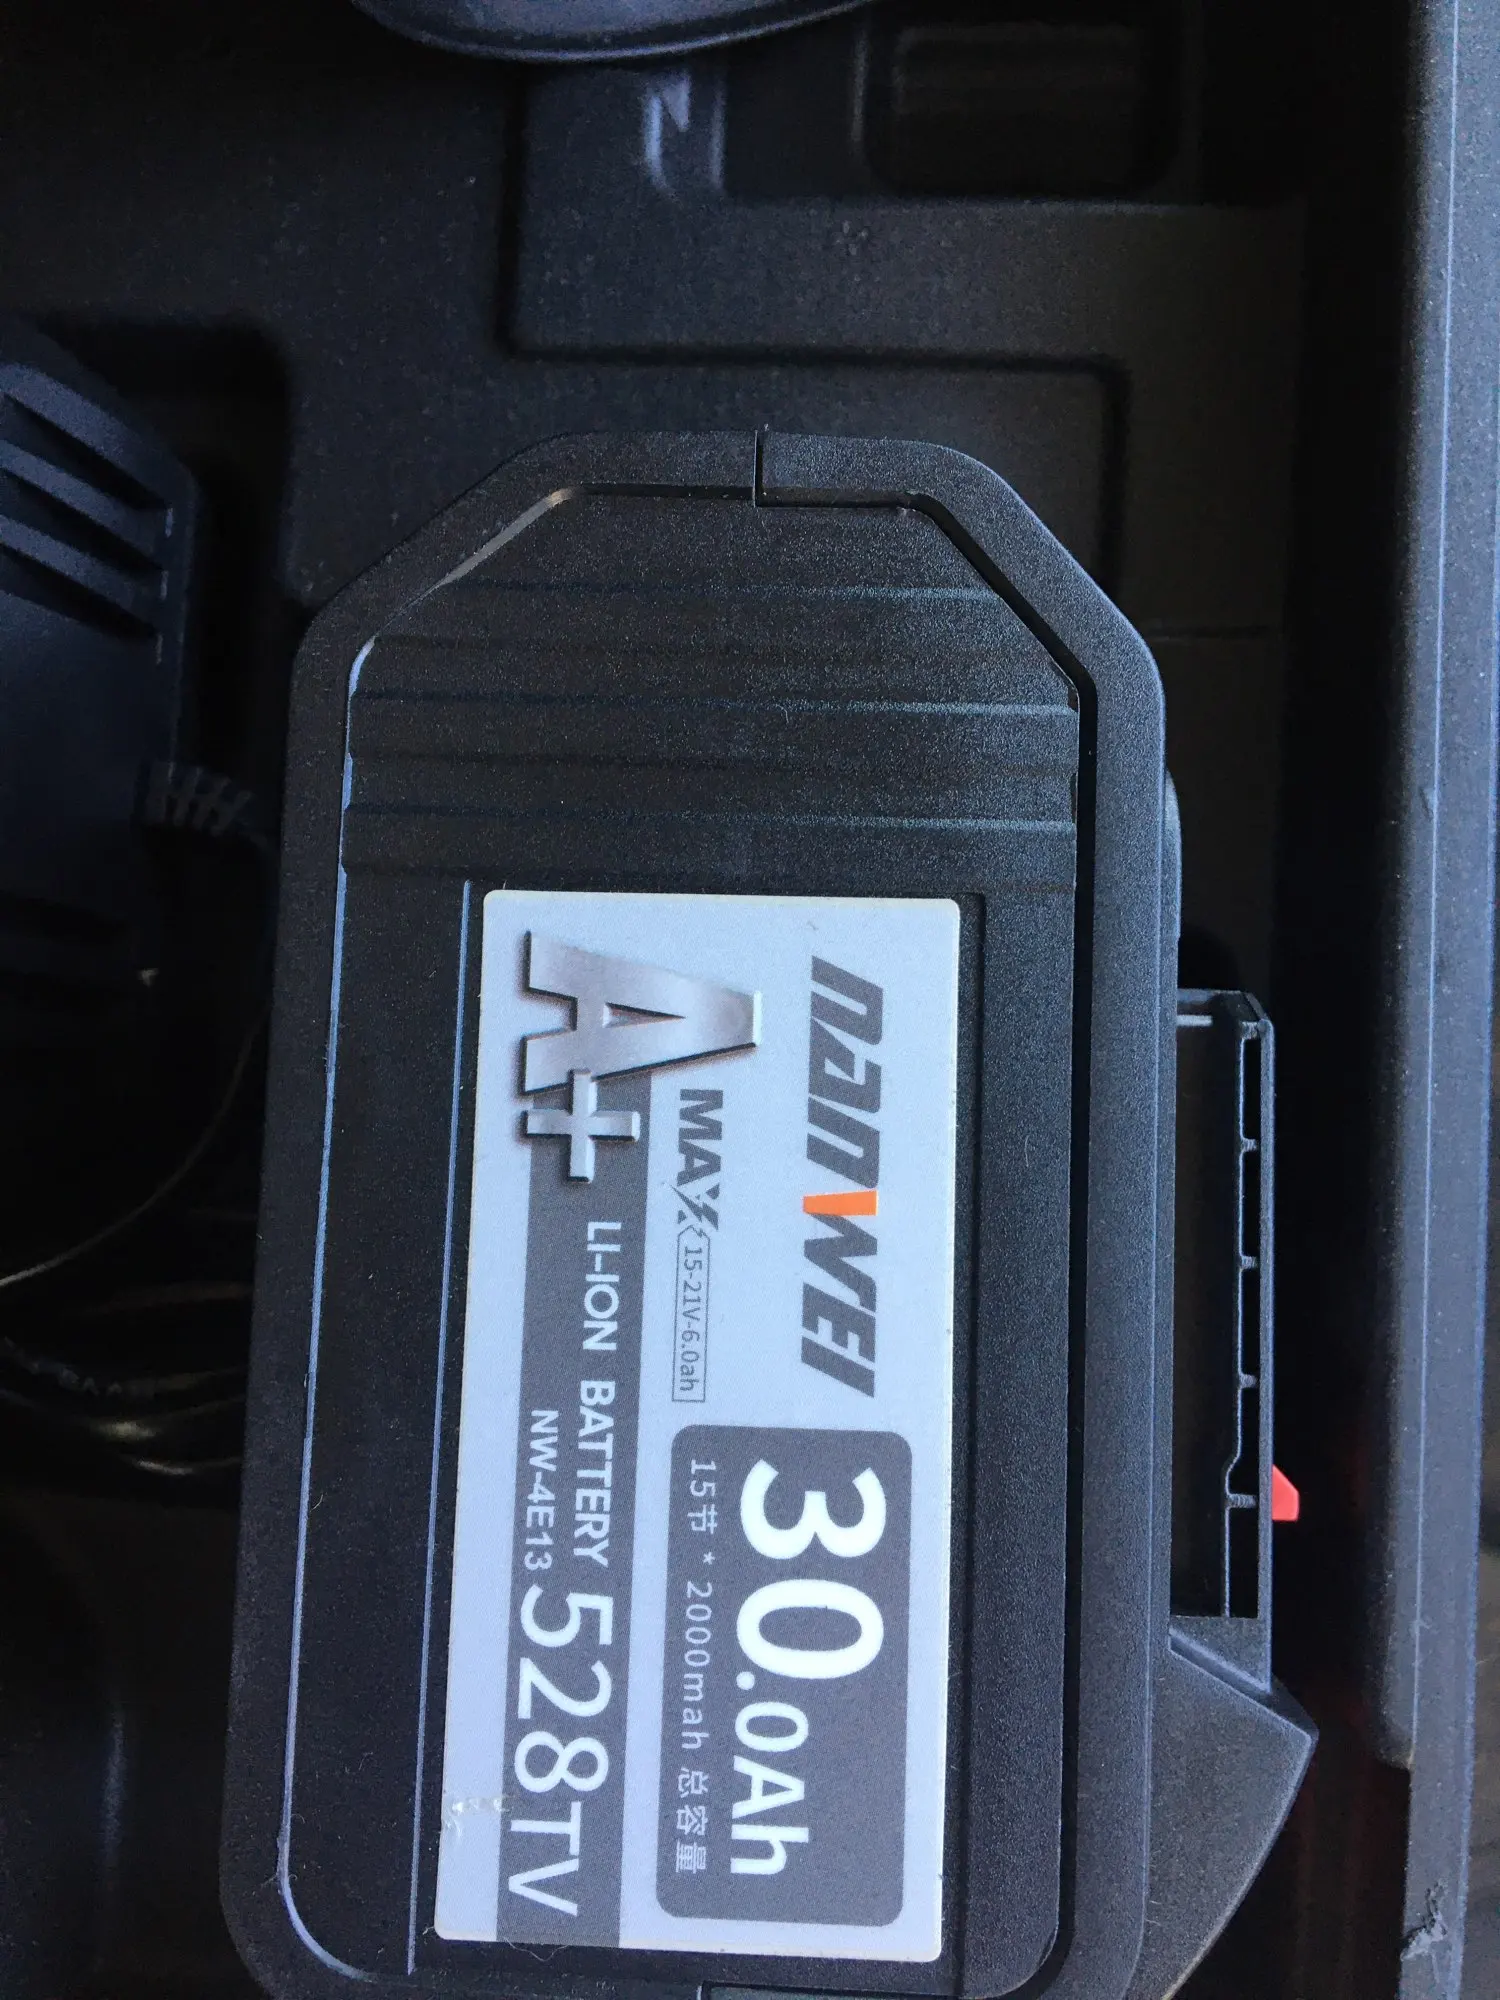 nanWEI
30.0Ah
A+ MAX 15-21V-6.0ah
15节 * 2000mah 总容量
LI-ION BATTERY 528TV
NW-4E13